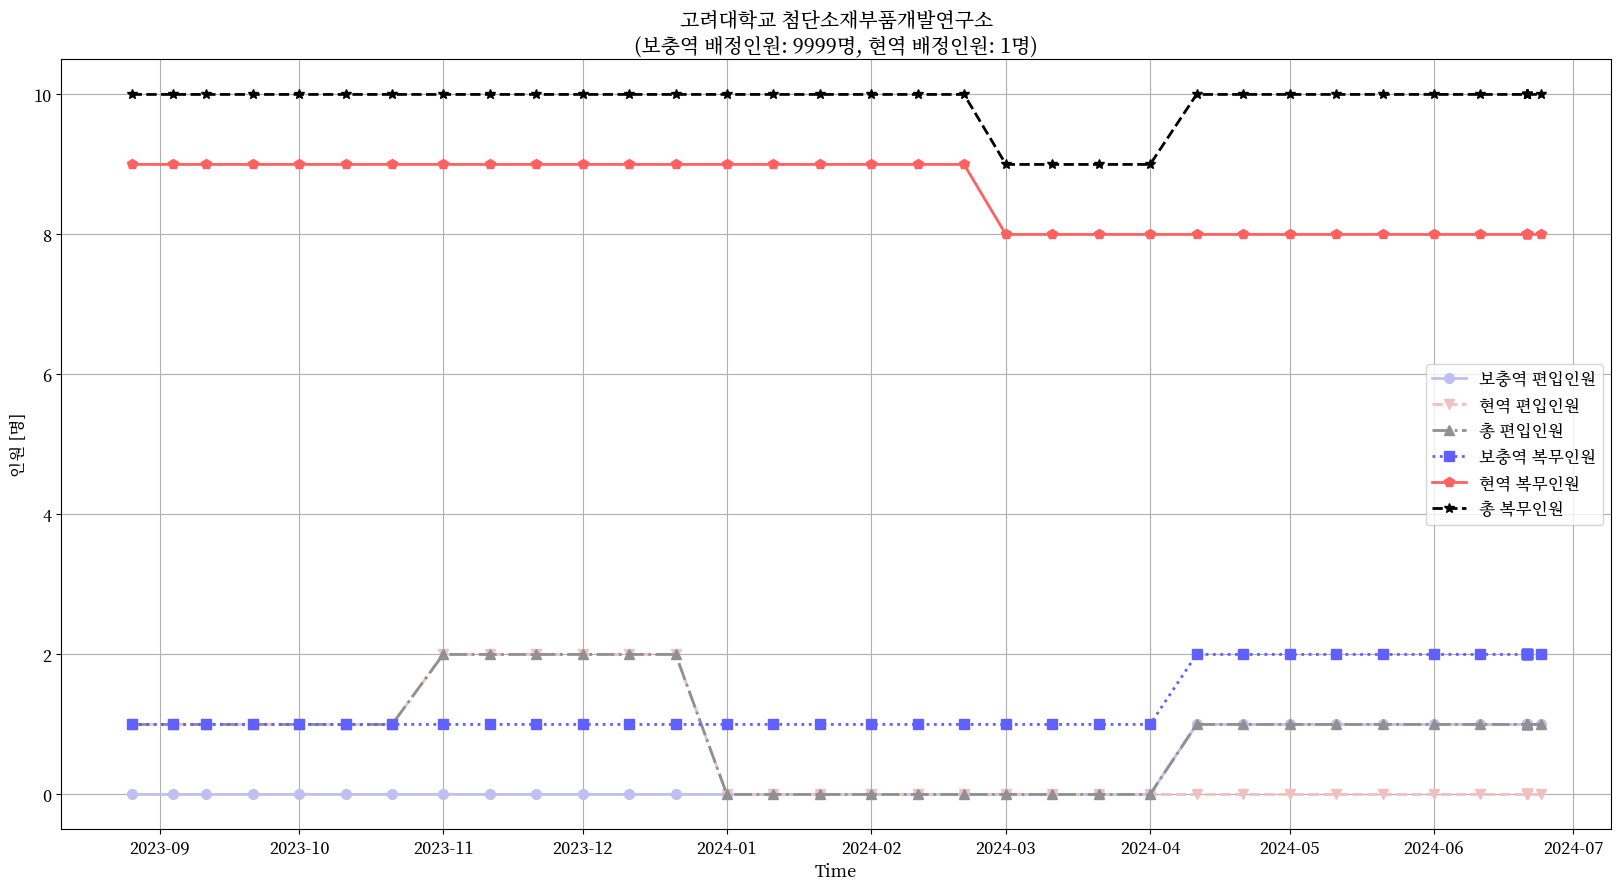 고려대학교 첨단소재부품개발연구소
(보충역 배정인원: 9999명, 현역 배정인원: 1명)
인원 [명]
10
8
6
4
2
0
보충역 편입인원
현역 편입인원
총 편입인원
보충역 복무인원
현역 복무인원
총 복무인원
2023-09
2023-10
2023-11
2023-12
2024-01
2024-02
2024-03
2024-04
2024-05
2024-06
2024-07
Time